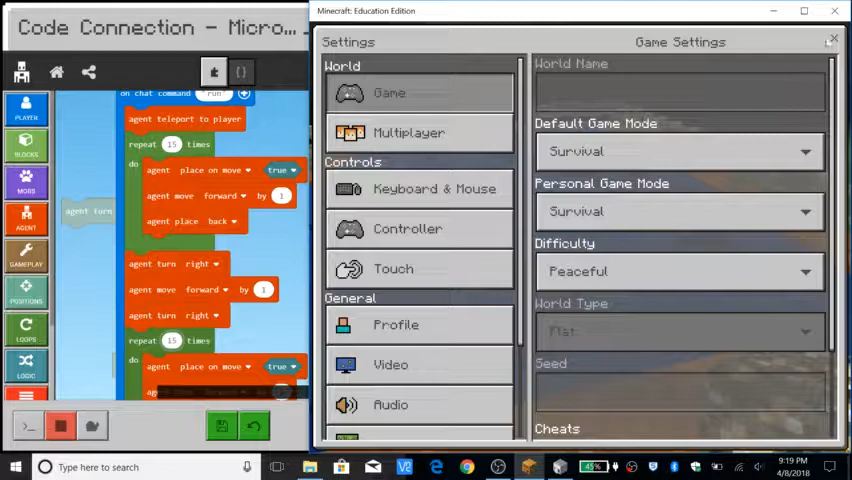 Code Connection - Micro...
Minecraft: Education Edition
PLAYER
BLOCKS
MOBS
AGENT
GAMEPLAY
POSITIONS
LOOPS
LOGIC
on chat command "run"
agent teleport to player
repeat 15 times
do agent place on move true
agent move forward by 1
agent place back
agent turn
agent turn right
agent move forward by 1
agent turn right
repeat 15 times
do agent place on move true
Settings
World
Game
Multiplayer
Controls
Keyboard & Mouse
Controller
Touch
General
Profile
Video
Audio
Game Settings
World Name
Default Game Mode
Survival
Personal Game Mode
Survival
Difficulty
Peaceful
World Type
Flat
Seed
Cheats
Type here to search
45%
9:19 PM
4/8/2018